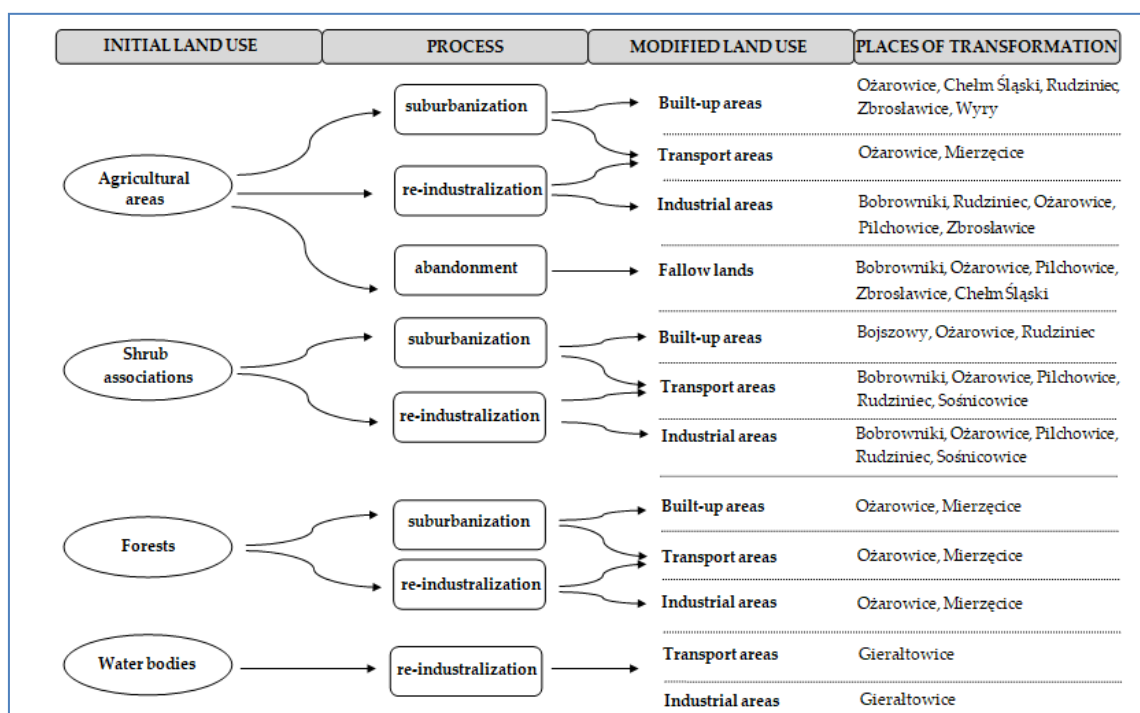 INITIAL LAND USE
PROCESS
MODIFIED LAND USE
PLACES OF TRANSFORMATION
Agricultural
areas
suburbanization
re-industralization
abandonment
Built-up areas
Ożarowice, Chełm Śląski, Rudziniec,
Zbrosławice, Wyry
Transport areas
Ożarowice, Mierzęcice
Industrial areas
Bobrowniki, Rudziniec, Ożarowice,
Pilchowice, Zbrosławice
Fallow lands
Bobrowniki, Ożarowice, Pilchowice,
Zbrosławice, Chełm Śląski
Shrub
associations
suburbanization
re-industralization
Built-up areas
Bojszowy, Ożarowice, Rudziniec
Transport areas
Bobrowniki, Ożarowice, Pilchowice,
Rudziniec, Sośnicowice
Industrial areas
Bobrowniki, Ożarowice, Pilchowice,
Rudziniec, Sośnicowice
Forests
suburbanization
re-industralization
Built-up areas
Ożarowice, Mierzęcice
Transport areas
Ożarowice, Mierzęcice
Industrial areas
Ożarowice, Mierzęcice
Water bodies
re-industralization
Transport areas
Gierałtowice
Industrial areas
Gierałtowice